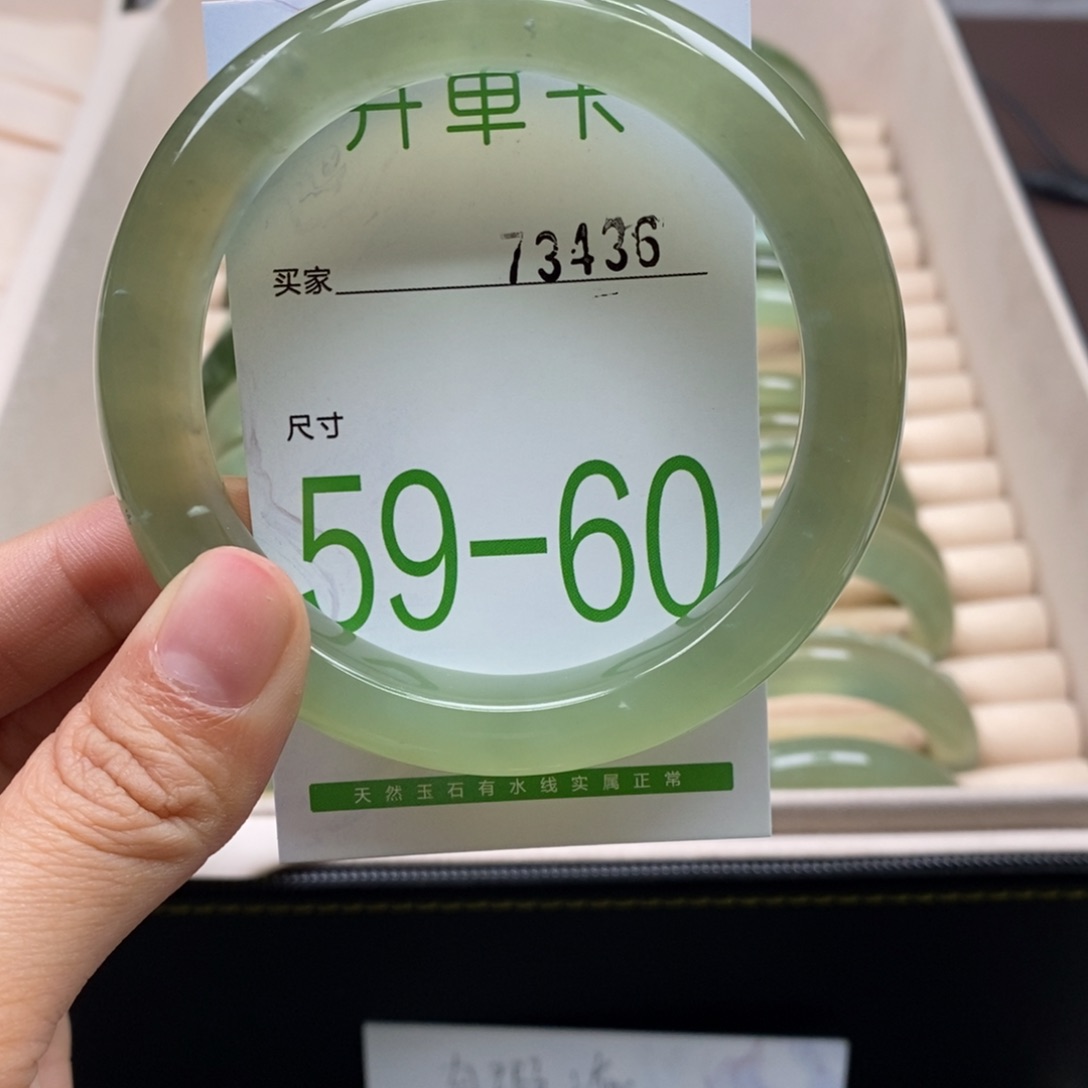 开单卡
买家 73436
尺寸
59-60
天然玉石有水线实属正常